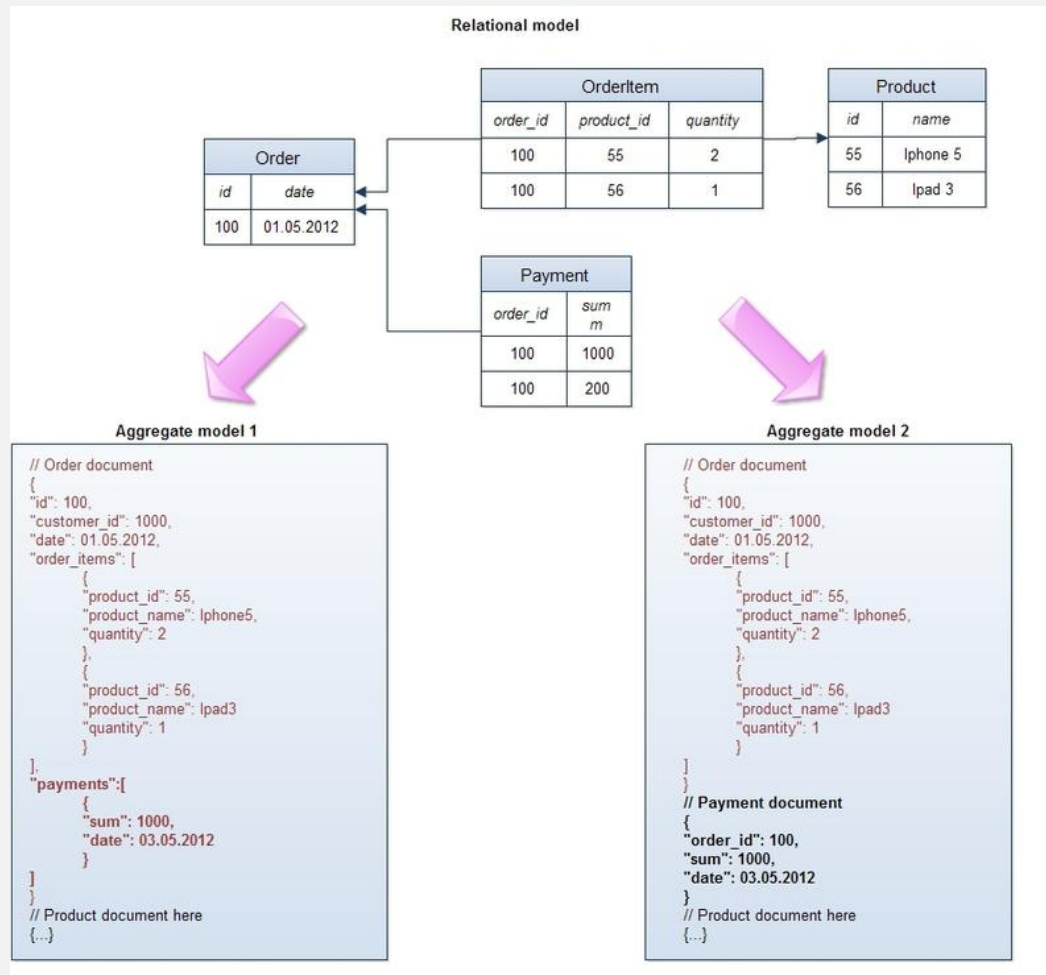 Relational model
OrderItem
order_id product_id quantity
100 55 2
100 56 1
Product
id name
55 Iphone 5
56 Ipad 3
Order
id date
100 01.05.2012
Payment
order_id sum
m
100 1000
100 200
Aggregate model 1
// Order document
{
"id": 100,
"customer_id": 1000,
"date": 01.05.2012,
"order_items": [
{
"product_id": 55,
"product_name": Iphone5,
"quantity": 2
},
{
"product_id": 56,
"product_name": Ipad3
"quantity": 1
}
],
"payments":[
{
"sum": 1000,
"date": 03.05.2012
}
]
}
// Product document here
{...}
Aggregate model 2
// Order document
{
"id": 100,
"customer_id": 1000,
"date": 01.05.2012,
"order_items": [
{
"product_id": 55,
"product_name": Iphone5,
"quantity": 2
},
{
"product_id": 56,
"product_name": Ipad3
"quantity": 1
}
]
}
// Payment document
{
"order_id": 100,
"sum": 1000,
"date": 03.05.2012
}
// Product document here
{...}